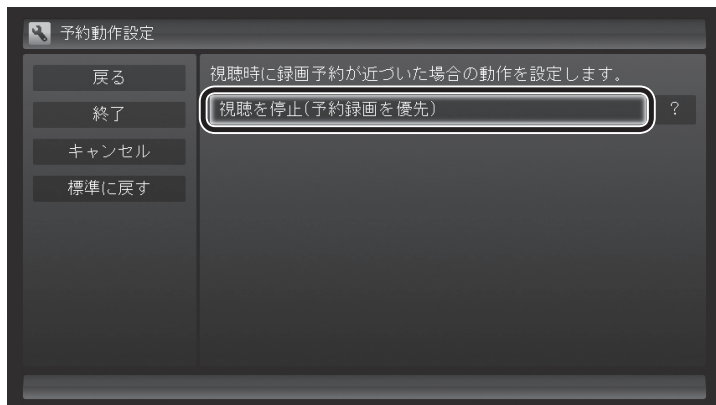 予約動作設定
戻る
終了
キャンセル
標準に戻す
視聴時に録画予約が近づいた場合の動作を設定します。
視聴を停止(予約録画を優先)
?